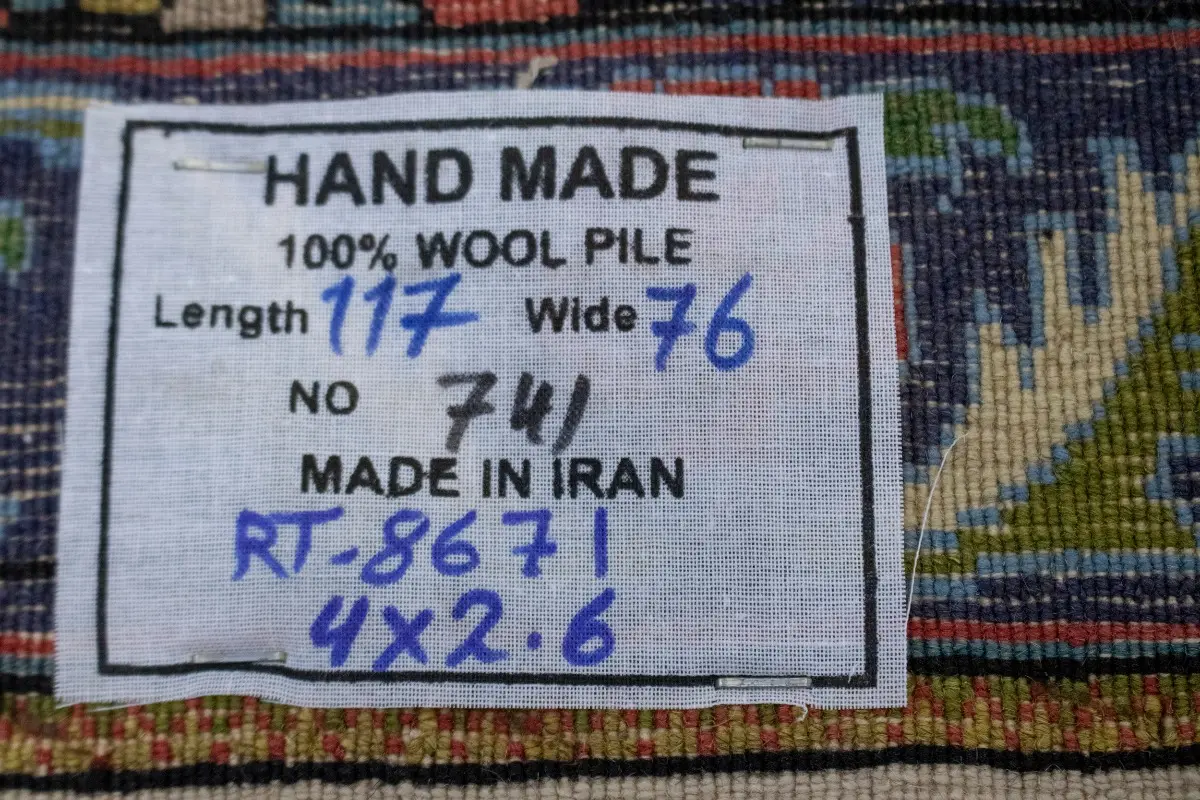 HAND MADE
100% WOOL PILE
Length 117 Wide 76
NO 741
MADE IN IRAN
RT-8671
4x2.6